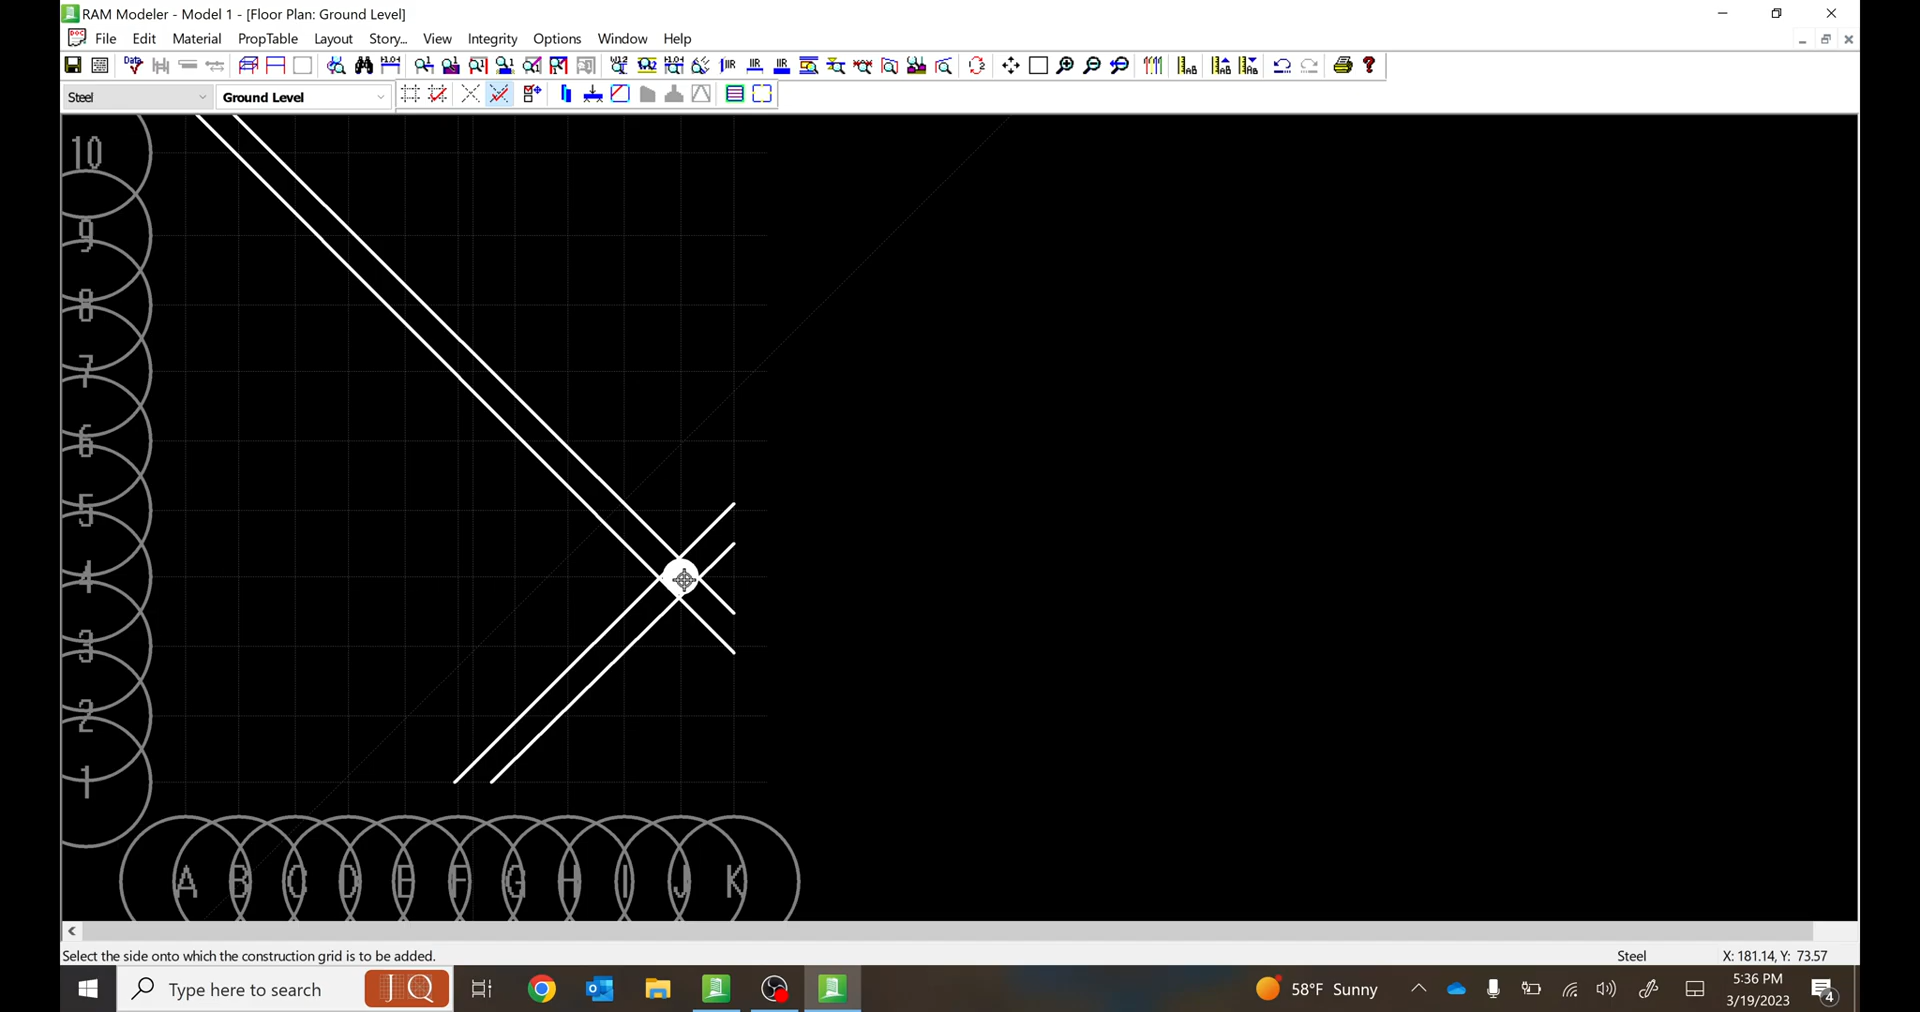 RAM Modeler - Model 1 - [Floor Plan: Ground Level]
File Edit Material PropTable Layout Story... View Integrity Options Window Help
Steel Ground Level
10
9
8
7
6
5
4
3
2
1
A B C D E F G H I J K
Select the side onto which the construction grid is to be added. Steel X: 181.14, Y: 73.57
Type here to search 58°F Sunny 5:36 PM
3/19/2023 4